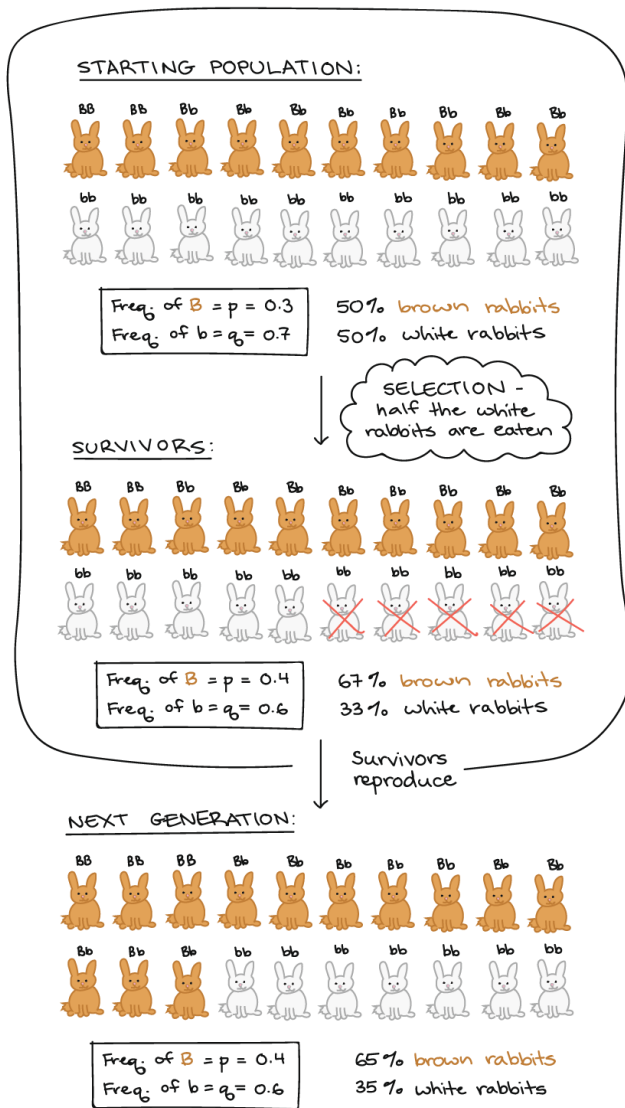 STARTING POPULATION:
BB BB Bb Bb Bb Bb Bb Bb Bb Bb
bb bb bb bb bb bb bb bb bb bb
Freq. of B = p = 0.3
Freq. of b = q = 0.7
50% brown rabbits
50% white rabbits
SELECTION -
half the white
rabbits are eaten
SURVIVORS:
BB BB Bb Bb Bb Bb Bb Bb Bb Bb
bb bb bb bb bb bb bb bb bb bb
Freq. of B = p = 0.4
Freq. of b = q = 0.6
67% brown rabbits
33% white rabbits
Survivors
reproduce
NEXT GENERATION:
BB BB BB Bb Bb Bb Bb Bb Bb Bb
Bb Bb Bb bb bb bb bb bb bb bb
Freq. of B = p = 0.4
Freq. of b = q = 0.6
65% brown rabbits
35% white rabbits